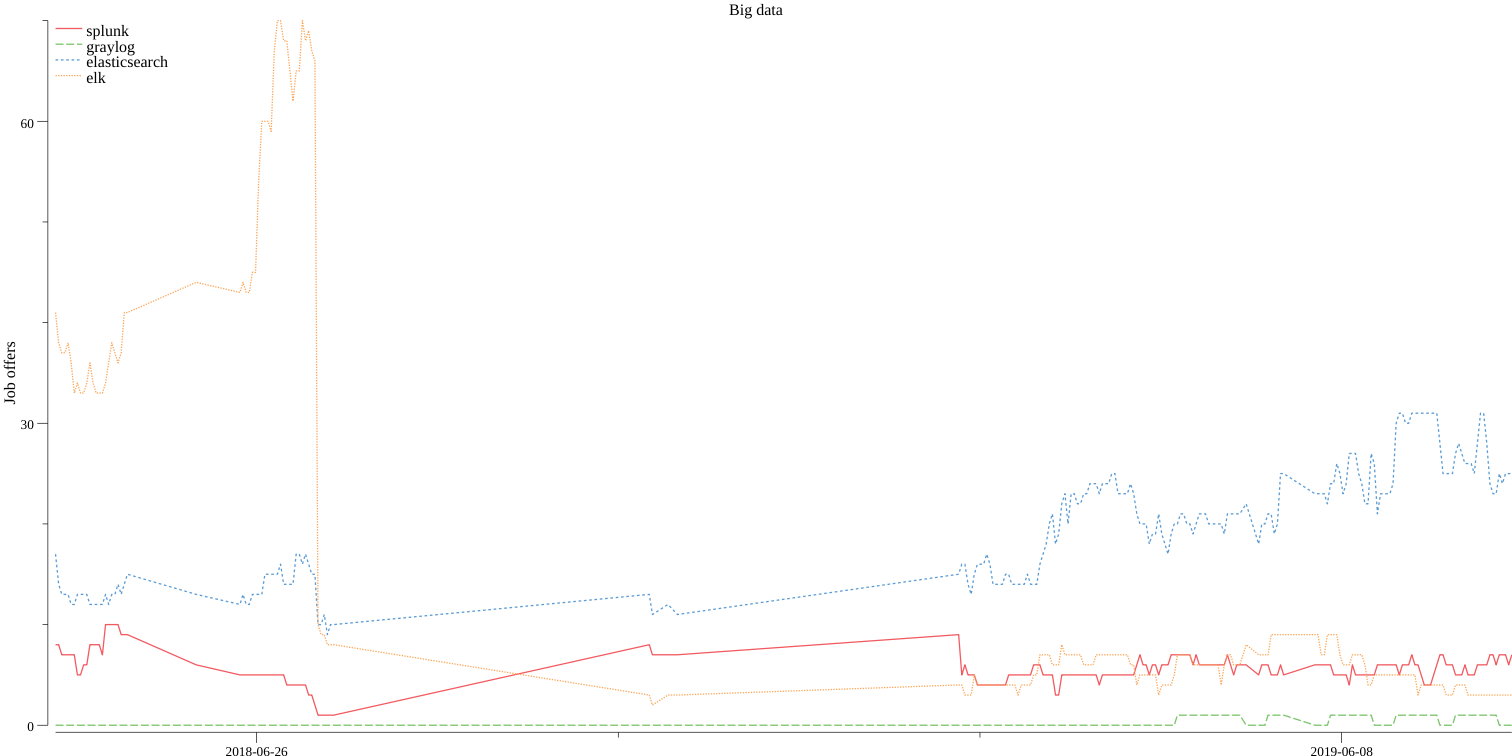 Big data
splunk
graylog
elasticsearch
elk
60
30
0
Job offers
2018-06-26
2019-06-08